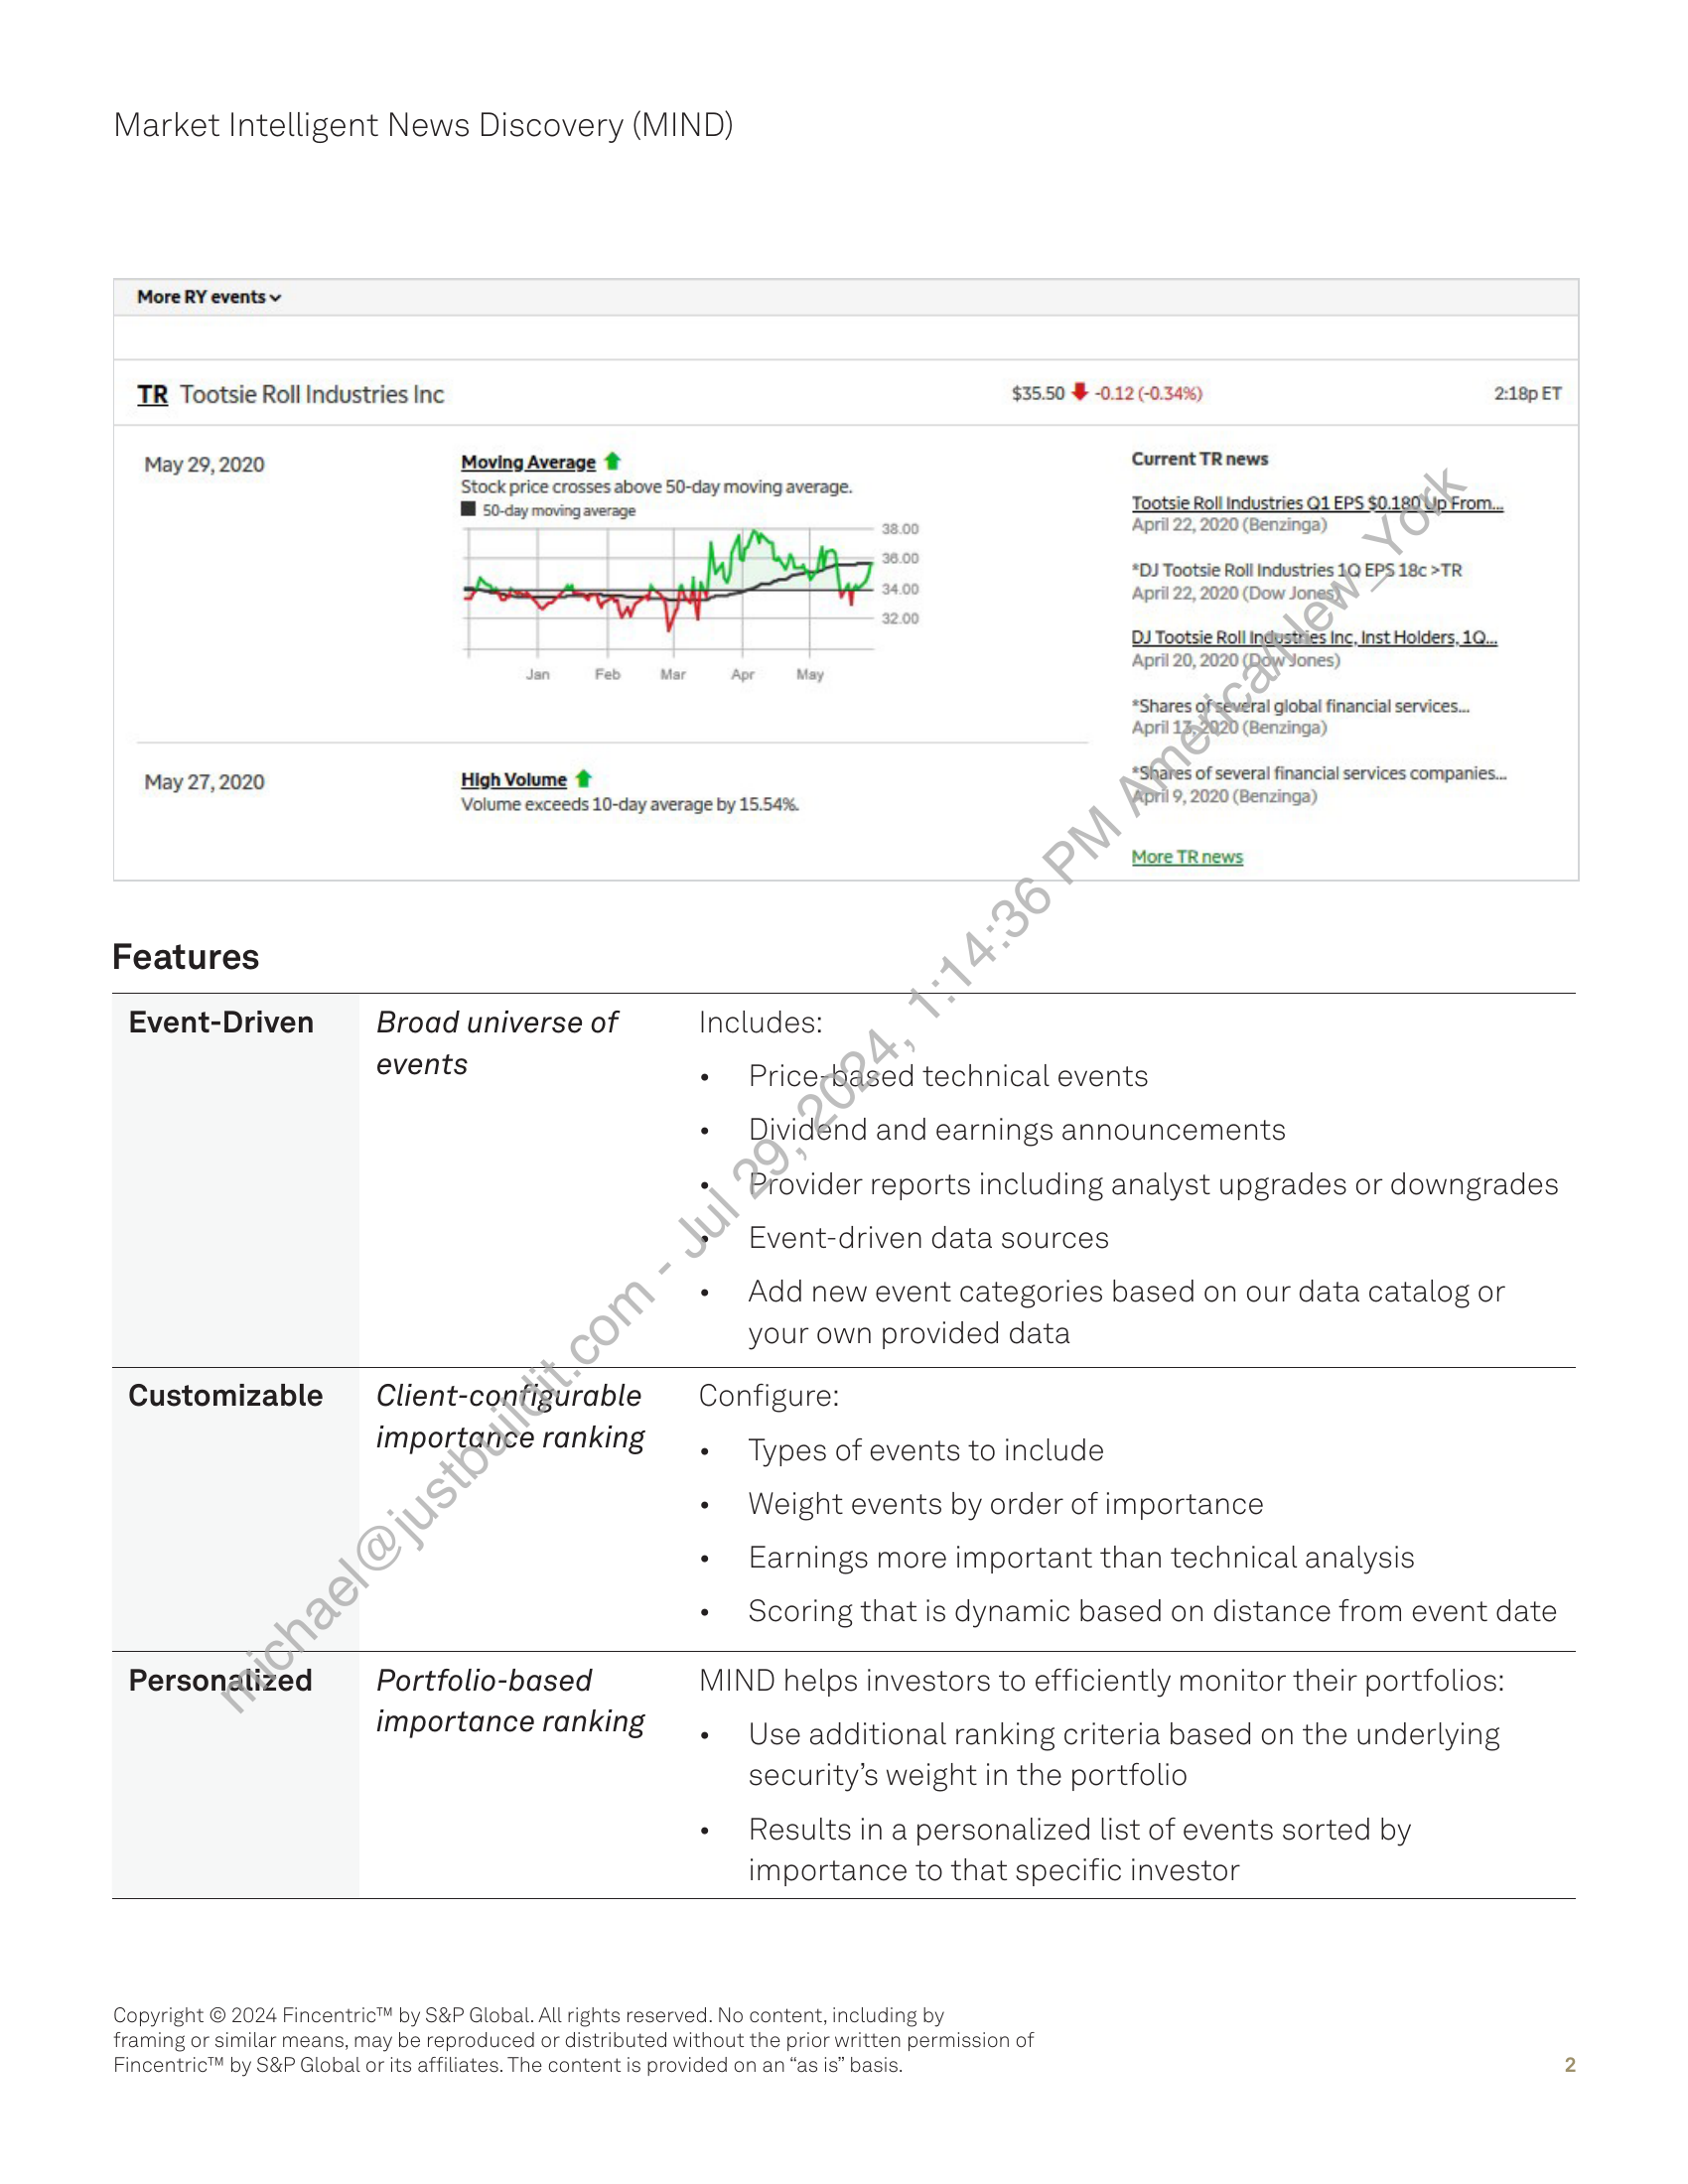 Market Intelligent News Discovery (MIND)
More RY events
TR Tootsie Roll Industries Inc
$35.50 -0.12 (-0.34%)
2:18p ET
May 29, 2020
Moving Average
Stock price crosses above 50-day moving average.
50-day moving average
38.00
36.00
34.00
32.00
Jan Feb Mar Apr May
May 27, 2020
High Volume
Volume exceeds 10-day average by 15.54%.
Current TR news
Tootsie Roll Industries Q1 EPS $0.180 Up From...
April 22, 2020 (Benzinga)
*DJ Tootsie Roll Industries 1Q EPS 18c >TR
April 22, 2020 (Dow Jones)
DJ Tootsie Roll Industries Inc, Inst Holders, 1Q...
April 20, 2020 (Dow Jones)
*Shares of several global financial services...
April 13, 2020 (Benzinga)
*Shares of several financial services companies...
April 9, 2020 (Benzinga)
More TR news
Features
Event-Driven
Broad universe of
events
Includes:
• Price-based technical events
• Dividend and earnings announcements
• Provider reports including analyst upgrades or downgrades
• Event-driven data sources
• Add new event categories based on our data catalog or
your own provided data
Customizable
Client-configurable
importance ranking
Configure:
• Types of events to include
• Weight events by order of importance
• Earnings more important than technical analysis
• Scoring that is dynamic based on distance from event date
Personalized
Portfolio-based
importance ranking
MIND helps investors to efficiently monitor their portfolios:
• Use additional ranking criteria based on the underlying
security’s weight in the portfolio
• Results in a personalized list of events sorted by
importance to that specific investor
michael@justbuildit.com - Jul 29, 2024, 1:14:36 PM America/New_York
Copyright © 2024 Fincentric™ by S&P Global. All rights reserved. No content, including by
framing or similar means, may be reproduced or distributed without the prior written permission of
Fincentric™ by S&P Global or its affiliates. The content is provided on an “as is” basis.
2